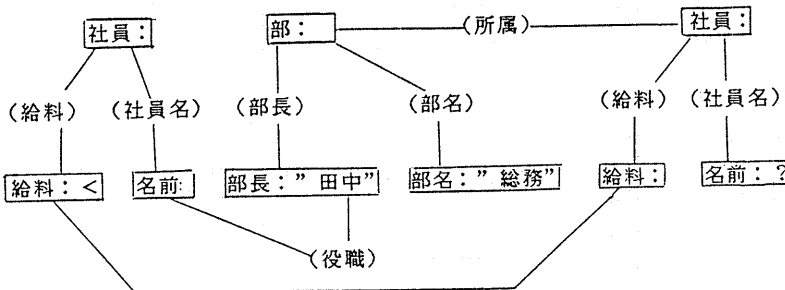 社員： 部： (所属) 社員：
(給料) (社員名) (部長) (部名) (給料) (社員名)
給料：< 名前： 部長：”田中” 部名：”総務” 給料： 名前：?
(役職)